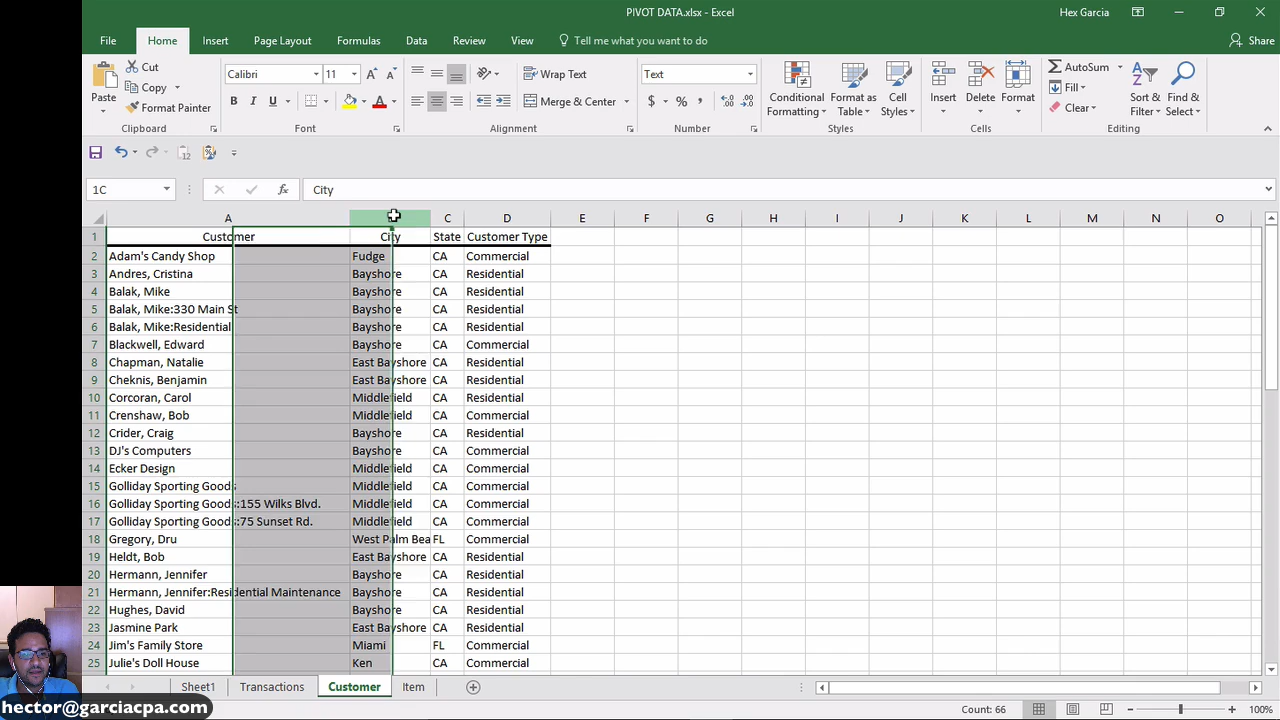 PIVOT DATA.xlsx - Excel
Hex Garcia
File Home Insert Page Layout Formulas Data Review View Tell me what you want to do Share
Paste Cut Copy Format Painter
Calibri 11
B I U
Wrap Text
Merge & Center
Text
$ % ,
Conditional Formatting Format as Table Cell Styles
Insert Delete Format
AutoSum Fill Clear
Sort & Filter Find & Select
Clipboard Font Alignment Number Styles Cells Editing
12
1C fx City
A C D E F G H I J K L M N O
1 Customer City State Customer Type
2 Adam's Candy Shop Fudge CA Commercial
3 Andres, Cristina Bayshore CA Residential
4 Balak, Mike Bayshore CA Residential
5 Balak, Mike:330 Main St Bayshore CA Residential
6 Balak, Mike:Residential Bayshore CA Residential
7 Blackwell, Edward Bayshore CA Commercial
8 Chapman, Natalie East Bayshore CA Residential
9 Cheknis, Benjamin East Bayshore CA Residential
10 Corcoran, Carol Middlefield CA Residential
11 Crenshaw, Bob Middlefield CA Commercial
12 Crider, Craig Bayshore CA Residential
13 DJ's Computers Bayshore CA Commercial
14 Ecker Design Middlefield CA Commercial
15 Golliday Sporting Goods Middlefield CA Commercial
16 Golliday Sporting Goods:155 Wilks Blvd. Middlefield CA Commercial
17 Golliday Sporting Goods:75 Sunset Rd. Middlefield CA Commercial
18 Gregory, Dru West Palm Bea FL Commercial
19 Heldt, Bob East Bayshore CA Residential
20 Hermann, Jennifer Bayshore CA Residential
21 Hermann, Jennifer:Residential Maintenance Bayshore CA Residential
22 Hughes, David Bayshore CA Residential
23 Jasmine Park East Bayshore CA Residential
24 Jim's Family Store Miami FL Commercial
25 Julie's Doll House Ken CA Commercial
Sheet1 Transactions Customer Item
hector@garciacpa.com
Count: 66 100%